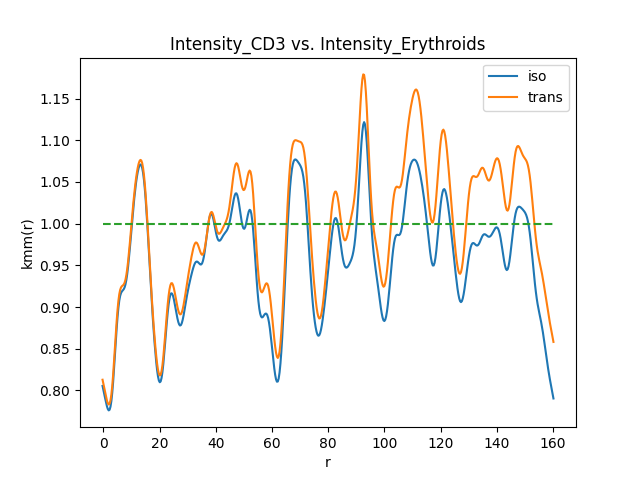 Intensity_CD3 vs. Intensity_Erythroids
iso
trans
kmm(r)
1.15
1.10
1.05
1.00
0.95
0.90
0.85
0.80
0 20 40 60 80 100 120 140 160
r